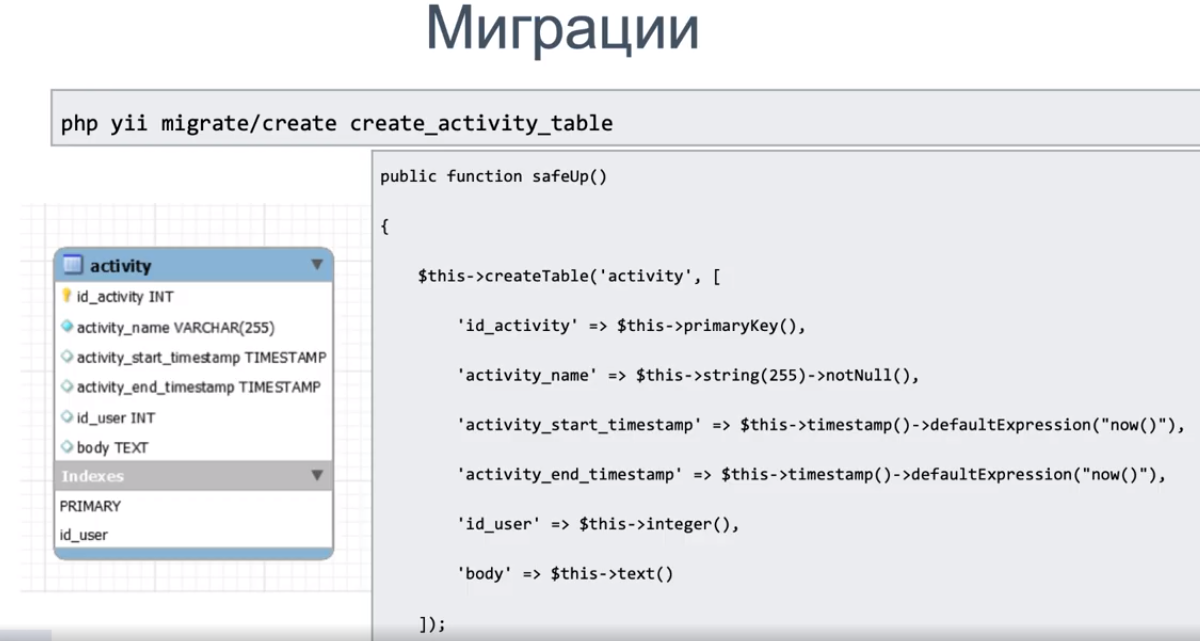 Миграции
php yii migrate/create create_activity_table
activity
id_activity INT
activity_name VARCHAR(255)
activity_start_timestamp TIMESTAMP
activity_end_timestamp TIMESTAMP
id_user INT
body TEXT
Indexes
PRIMARY
id_user
public function safeUp()
{
$this->createTable('activity', [
'id_activity' => $this->primaryKey(),
'activity_name' => $this->string(255)->notNull(),
'activity_start_timestamp' => $this->timestamp()->defaultExpression("now()"),
'activity_end_timestamp' => $this->timestamp()->defaultExpression("now()"),
'id_user' => $this->integer(),
'body' => $this->text()
]);